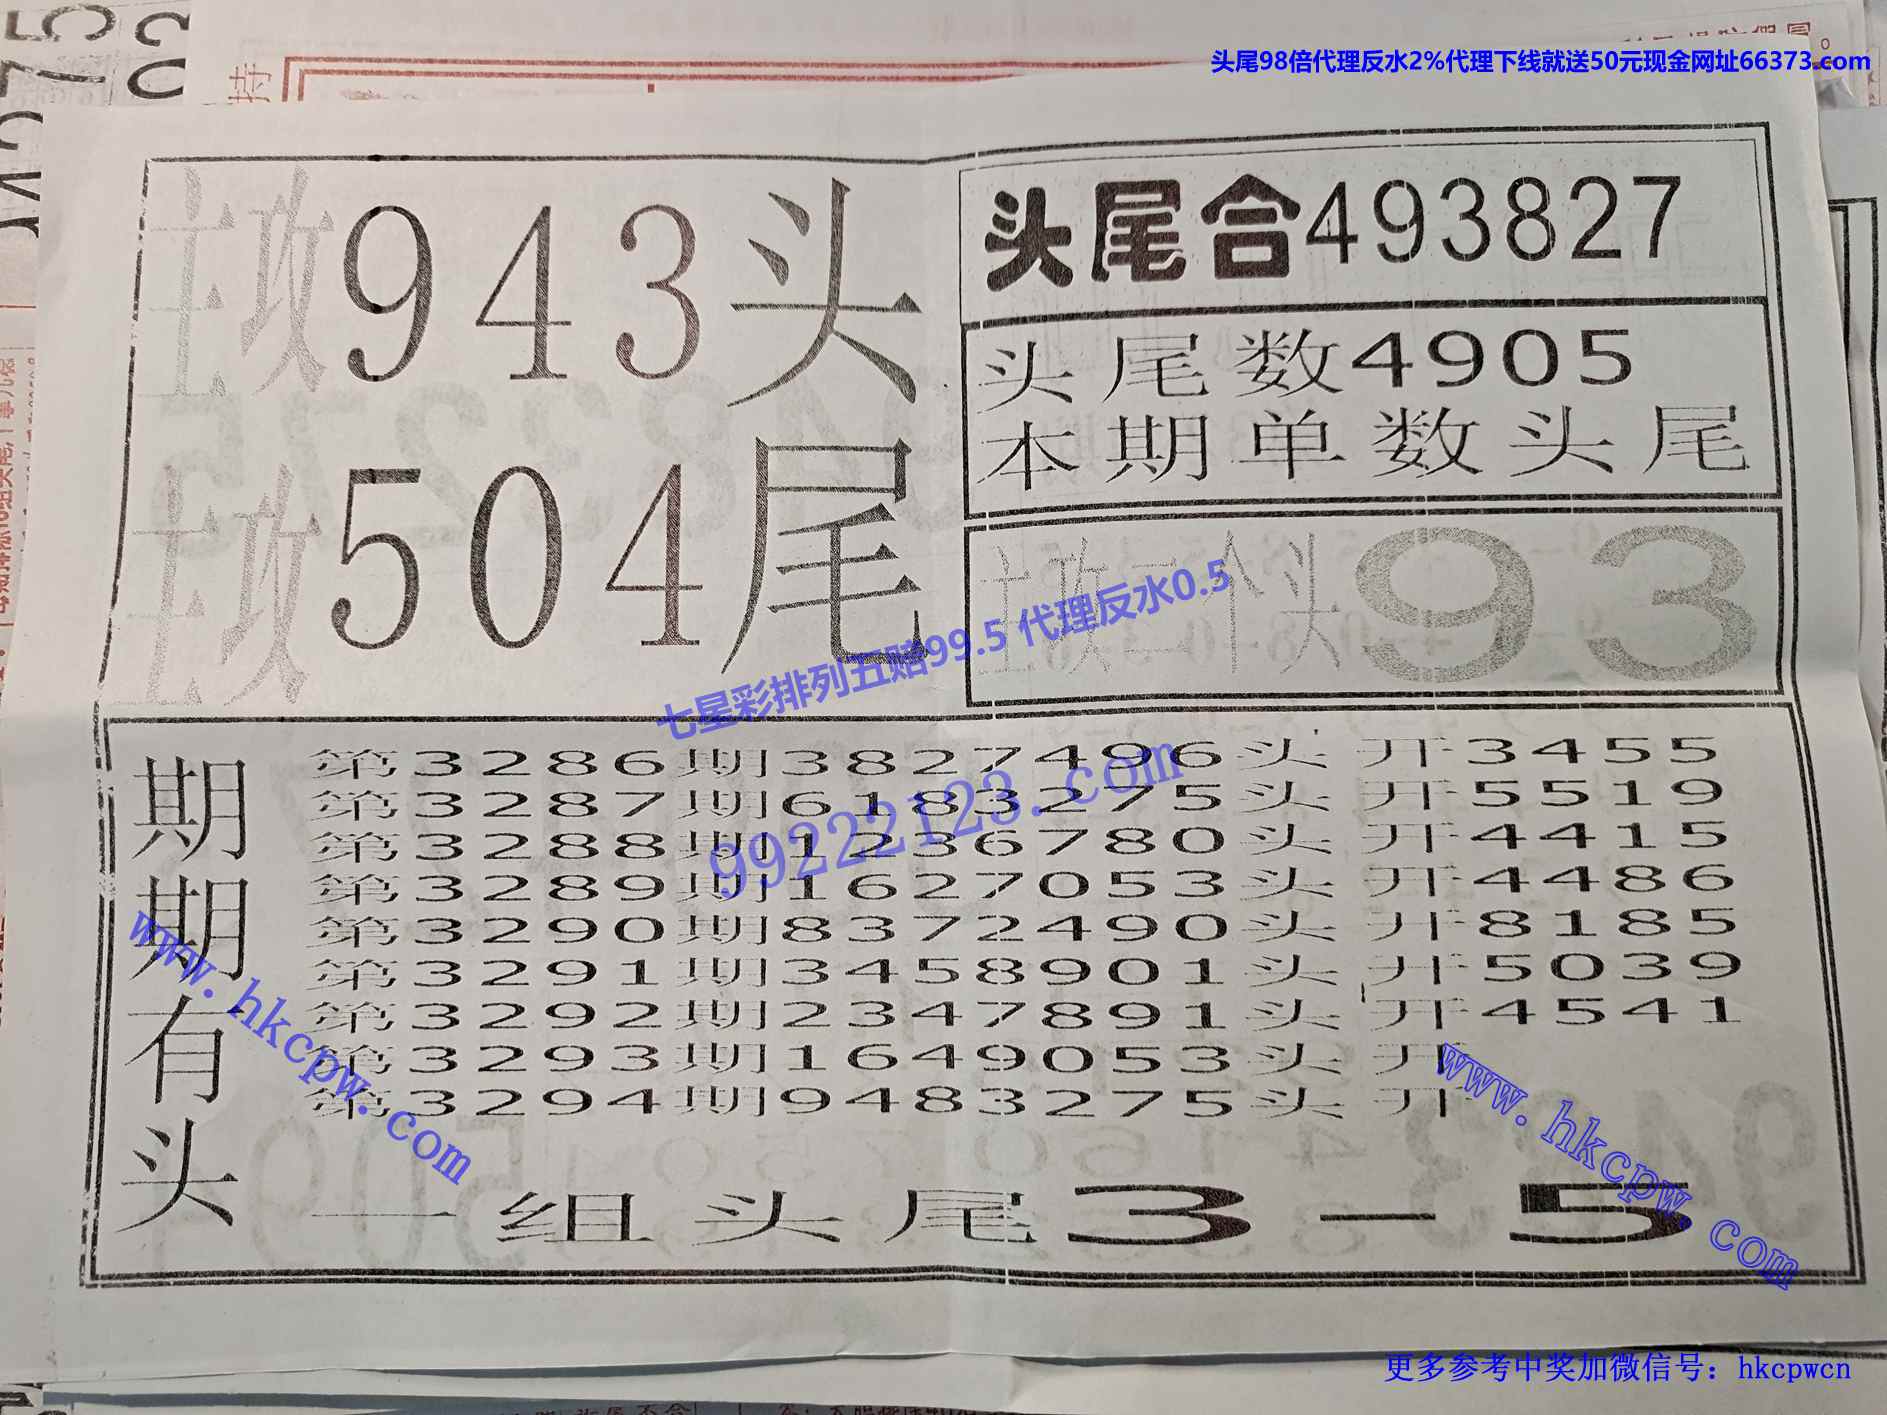 头尾98倍代理反水2%代理下线就送50元现金网址66373.com
主攻943头
主攻504尾
头尾合493827
头尾数4905
本期单数头尾
主攻二个头93
七星彩排列五赔99.5 代理反水0.5
99222123.com
期期有头
第3286期3827496头 开3455
第3287期6183275头 开5519
第3288期1236780头 开4415
第3289期1627053头 开4486
第3290期8372490头 开8185
第3291期3458901头 开5039
第3292期2347891头 开4541
第3293期1649053头 开
第3294期9483275头 开
一组头尾3-5
www.hkcpw.com
www.hkcpw.com
更多参考中奖加微信号：hkcpwcn